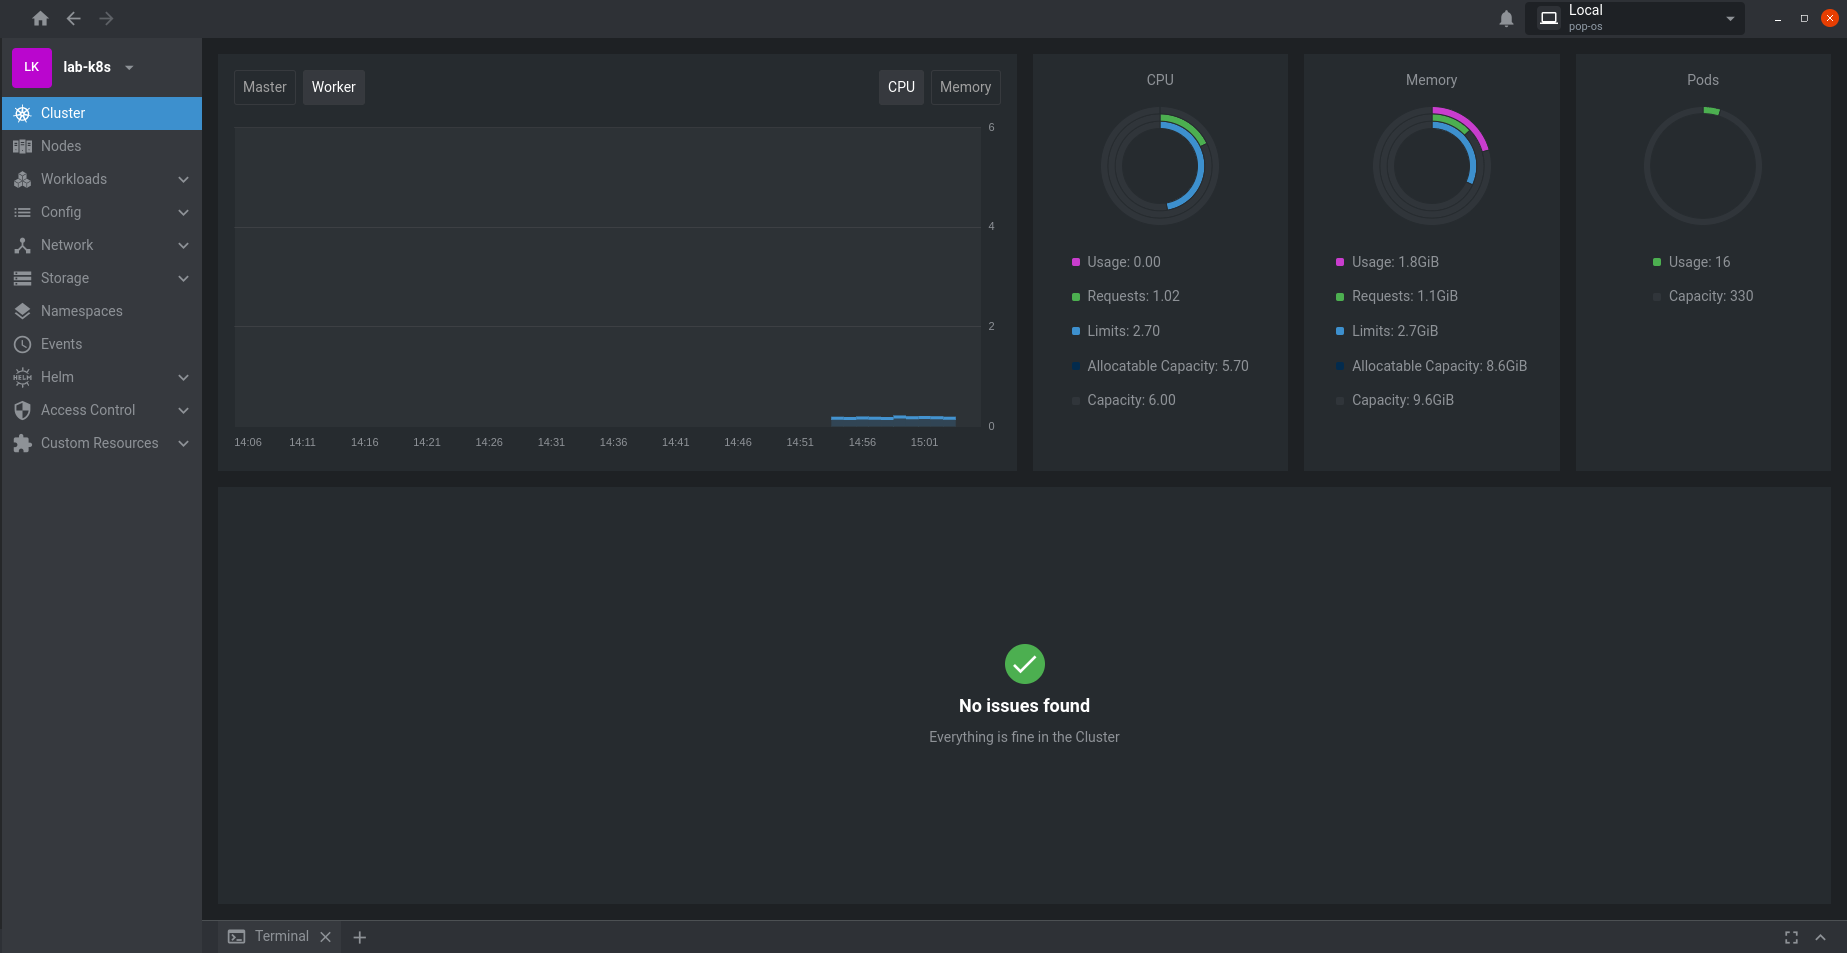 Local
pop-os
LK
lab-k8s
Cluster
Nodes
Workloads
Config
Network
Storage
Namespaces
Events
HELM Helm
Access Control
Custom Resources
Master Worker CPU Memory
6
4
2
0
14:06 14:11 14:16 14:21 14:26 14:31 14:36 14:41 14:46 14:51 14:56 15:01
CPU
Usage: 0.00
Requests: 1.02
Limits: 2.70
Allocatable Capacity: 5.70
Capacity: 6.00
Memory
Usage: 1.8GiB
Requests: 1.1GiB
Limits: 2.7GiB
Allocatable Capacity: 8.6GiB
Capacity: 9.6GiB
Pods
Usage: 16
Capacity: 330
No issues found
Everything is fine in the Cluster
Terminal